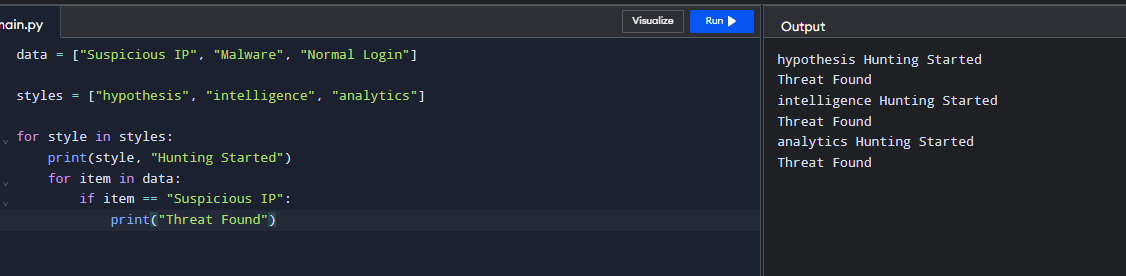 main.py
Visualize
Run
data = ["Suspicious IP", "Malware", "Normal Login"]
styles = ["hypothesis", "intelligence", "analytics"]
for style in styles:
    print(style, "Hunting Started")
    for item in data:
        if item == "Suspicious IP":
            print("Threat Found")
Output
hypothesis Hunting Started
Threat Found
intelligence Hunting Started
Threat Found
analytics Hunting Started
Threat Found